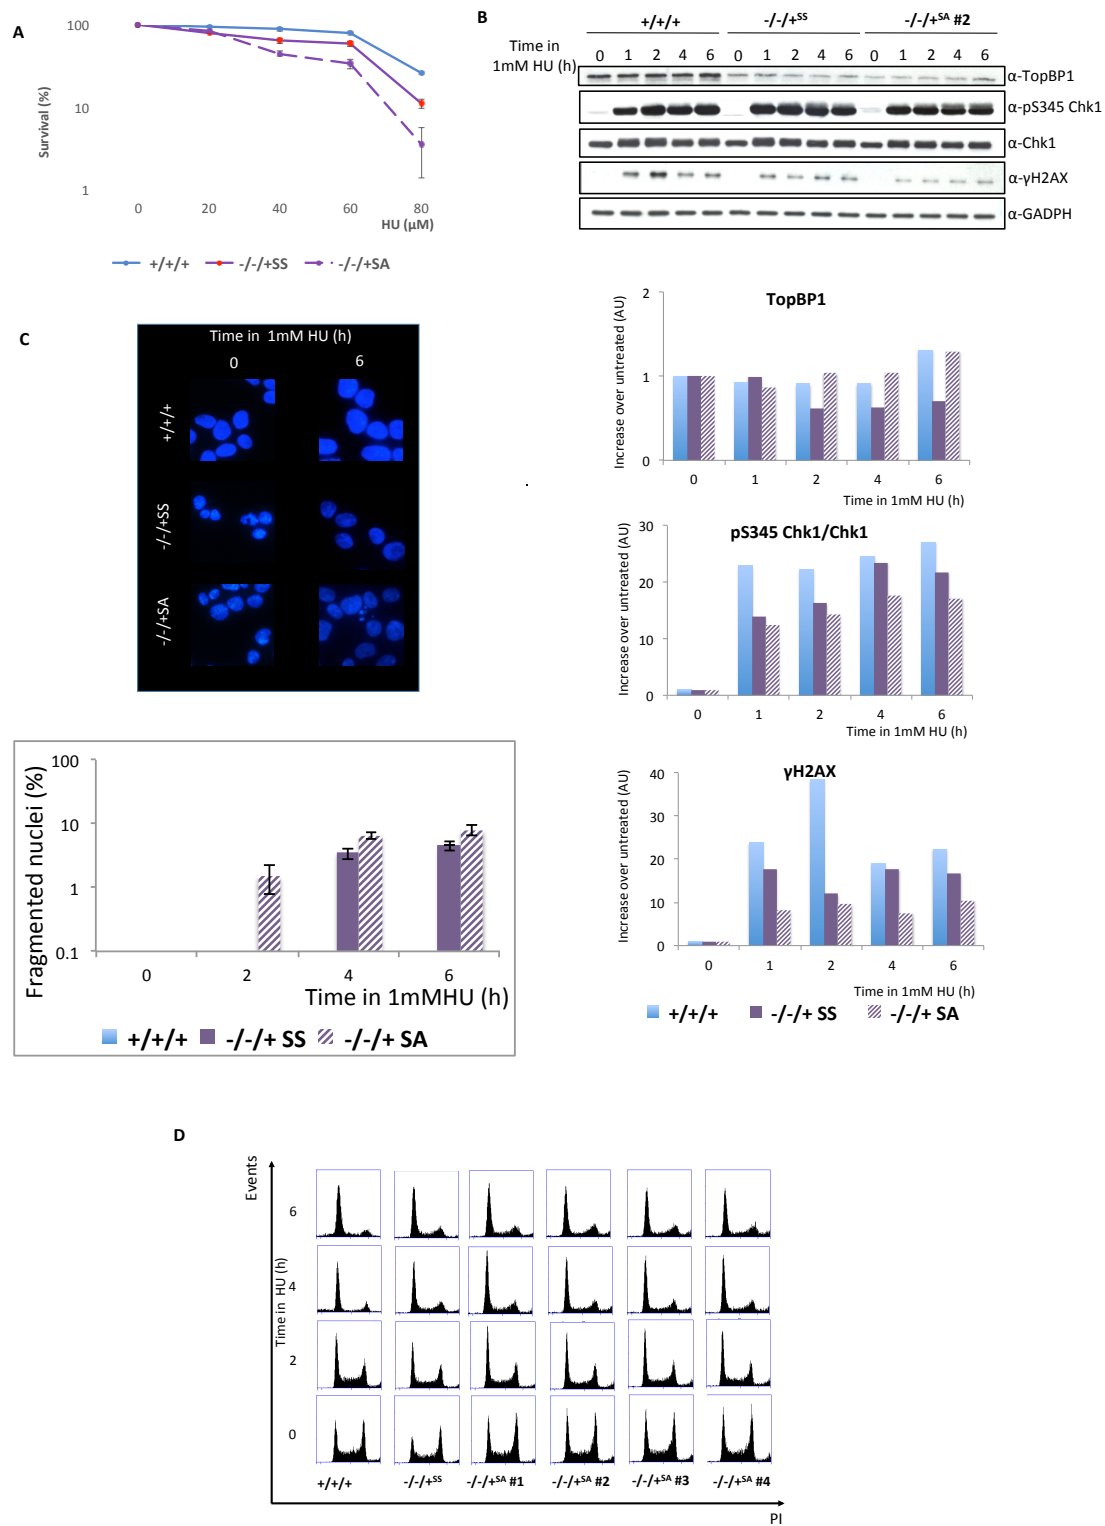 A
100
10
1
Survival (%)
0 20 40 60 80
HU (µM)
+/+/+ -/-/+SS -/-/+SA
B
+/+/+ -/-/+SS -/-/+SA #2
Time in
1mM HU (h)
0 1 2 4 6 0 1 2 4 6 0 1 2 4 6
α-TopBP1
α-pS345 Chk1
α-Chk1
α-γH2AX
α-GADPH
TopBP1
Increase over untreated (AU)
2
1
0
0 1 2 4 6
Time in 1mM HU (h)
pS345 Chk1/Chk1
Increase over untreated (AU)
30
20
10
0
0 1 2 4 6
Time in 1mM HU (h)
γH2AX
Increase over untreated (AU)
40
30
20
10
0
0 1 2 4 6
Time in 1mM HU (h)
+/+/+ -/-/+ SS -/-/+ SA
C
Time in 1mM HU (h)
0 6
+/+/+
-/-/+SS
-/-/+SA
Fragmented nuclei (%)
100
10
1
0.1
0 2 4 6
Time in 1mMHU (h)
+/+/+ -/-/+ SS -/-/+ SA
D
Events
Time in HU (h)
6
4
2
0
+/+/+ -/-/+SS -/-/+SA #1 -/-/+SA #2 -/-/+SA #3 -/-/+SA #4
PI